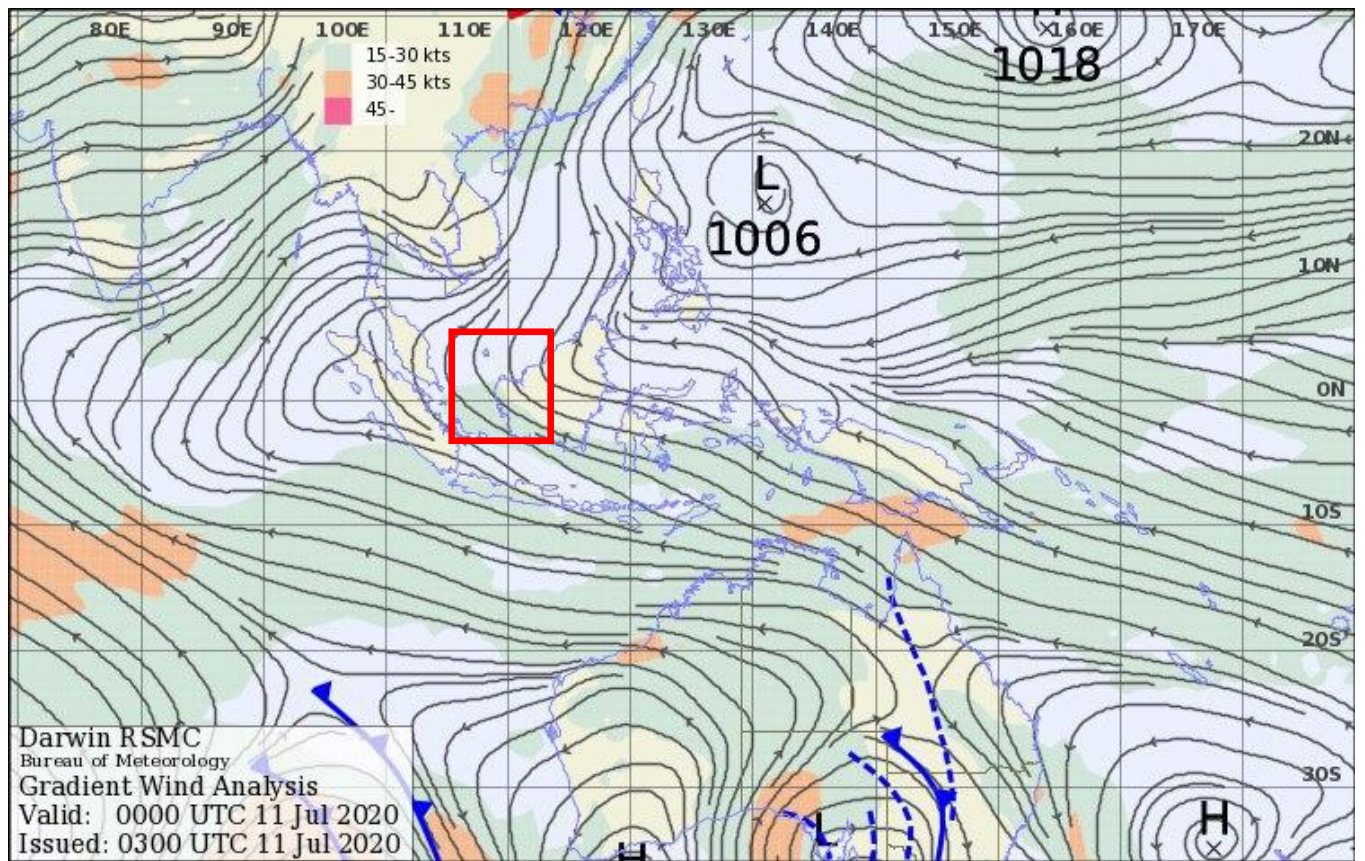 80E 90E 100E 110E 120E 130E 140E 150E 160E 170E
15-30 kts
30-45 kts
45-
H
1018
20N
L
1006
10N
0N
10S
20S
30S
Darwin RSMC
Bureau of Meteorology
Gradient Wind Analysis
Valid: 0000 UTC 11 Jul 2020
Issued: 0300 UTC 11 Jul 2020
H
L
H